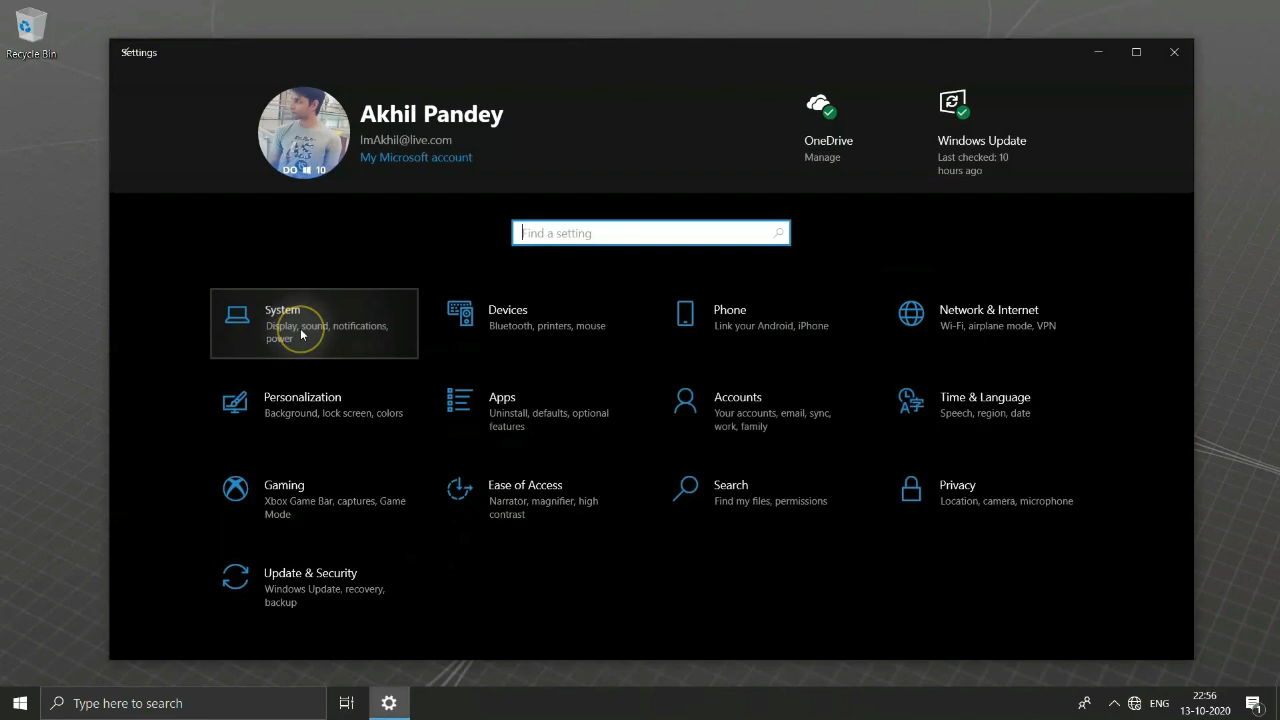 Recycle Bin
Settings
Akhil Pandey
ImAkhil@live.com
My Microsoft account
DO 10
OneDrive
Manage
Windows Update
Last checked: 10
hours ago
Find a setting
System
Display, sound, notifications,
power
Devices
Bluetooth, printers, mouse
Phone
Link your Android, iPhone
Network & Internet
Wi-Fi, airplane mode, VPN
Personalization
Background, lock screen, colors
Apps
Uninstall, defaults, optional
features
Accounts
Your accounts, email, sync,
work, family
Time & Language
Speech, region, date
Gaming
Xbox Game Bar, captures, Game
Mode
Ease of Access
Narrator, magnifier, high
contrast
Search
Find my files, permissions
Privacy
Location, camera, microphone
Update & Security
Windows Update, recovery,
backup
Type here to search
ENG
22:56
13-10-2020
1